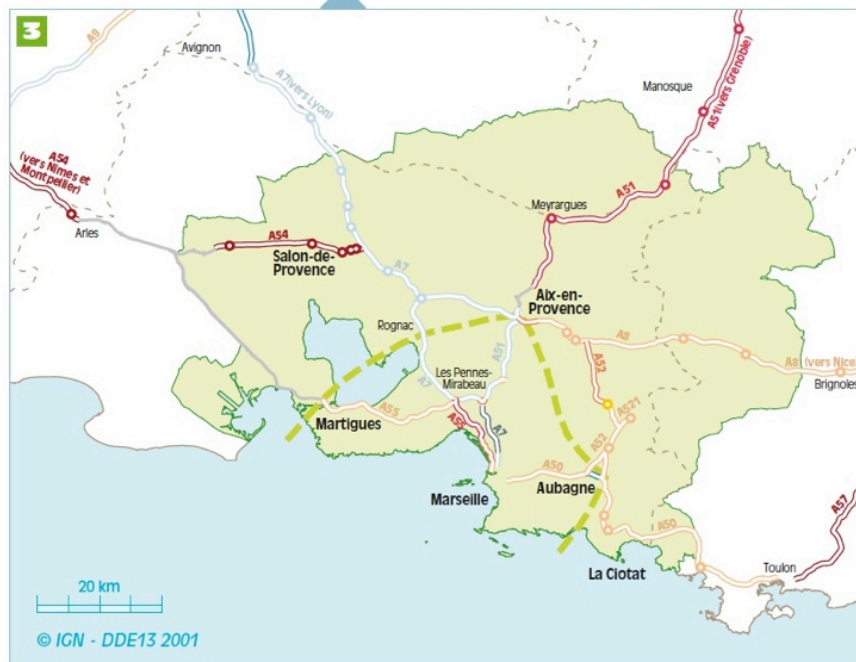 3
A9
Avignon
A7(vers Lyon)
Manosque
A51(vers Grenoble)
A54
(vers Nîmes et
Montpellier)
Arles
Meyrargues
A51
A54
Salon-de-
Provence
A7
Aix-en-
Provence
Rognac
A8
A8 (vers Nice)
Brignoles
A51
A7
Les Pennes-
Mirabeau
A52
A521
A55
Martigues
A55
A7
A52
A50
Marseille
Aubagne
A57
A50
La Ciotat
Toulon
20 km
© IGN - DDE13 2001